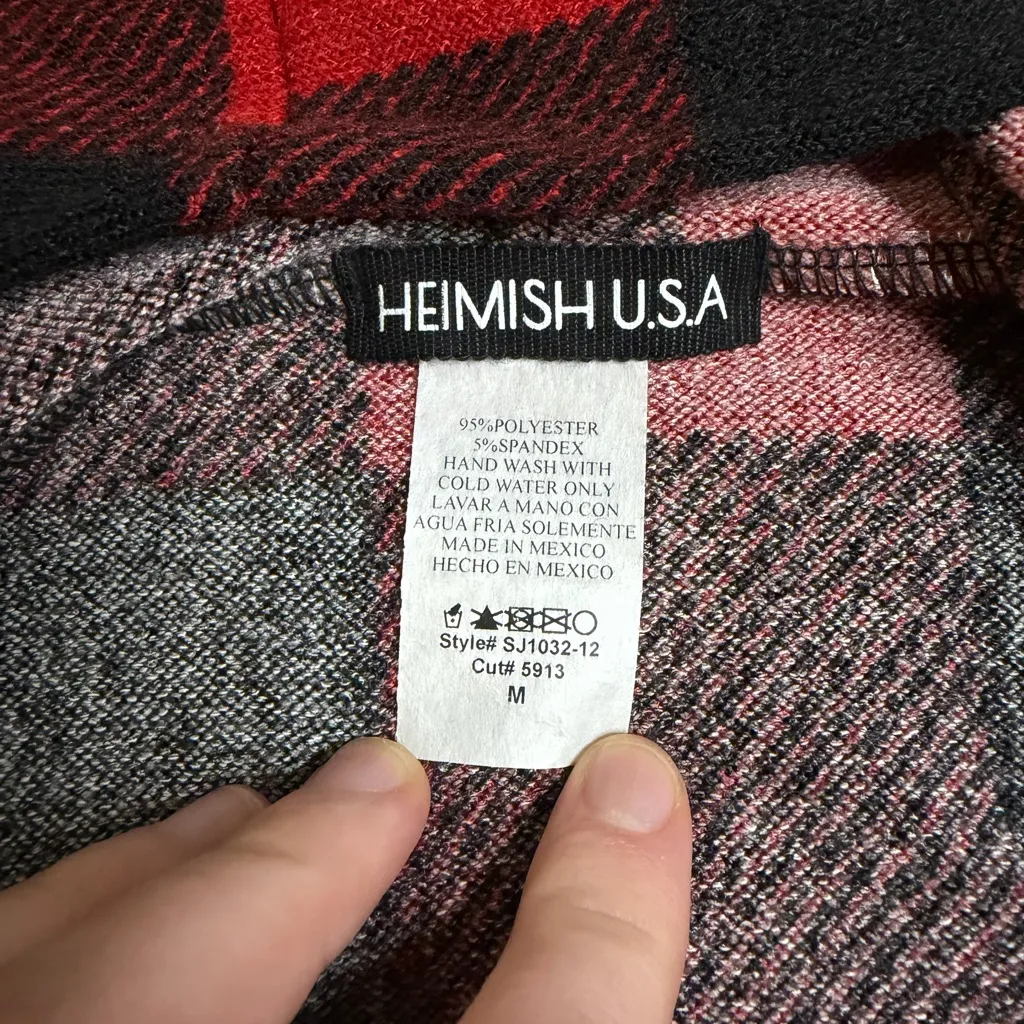 HEIMISH U.S.A
95%POLYESTER
5%SPANDEX
HAND WASH WITH
COLD WATER ONLY
LAVAR A MANO CON
AGUA FRIA SOLEMENTE
MADE IN MEXICO
HECHO EN MEXICO
Style# SJ1032-12
Cut# 5913
M